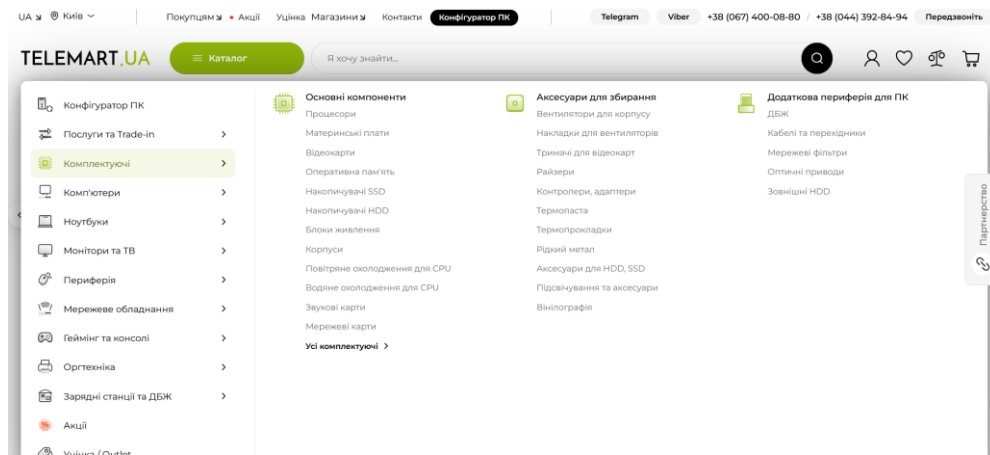 UA Київ Покупцям Акції Уцінка Магазини Контакти Конфігуратор ПК Telegram Viber +38 (067) 400-08-80 / +38 (044) 392-84-94 Передзвоніть
TELEMART.UA Каталог Я хочу знайти...
Конфігуратор ПК
Послуги та Trade-in
Комплектуючі
Комп'ютери
Ноутбуки
Монітори та ТВ
Периферія
Мережеве обладнання
Геймінг та консолі
Оргтехніка
Зарядні станції та ДБЖ
Акції
Уцінка / Outlet
Основні компоненти
Процесори
Материнські плати
Відеокарти
Оперативна пам'ять
Накопичувачі SSD
Накопичувачі HDD
Блоки живлення
Корпуси
Повітряне охолодження для CPU
Водяне охолодження для CPU
Звукові карти
Мережеві карти
Усі комплектуючі
Аксесуари для збирання
Вентилятори для корпусу
Накладки для вентиляторів
Тримачі для відеокарт
Райзери
Контролери, адаптери
Термопаста
Термопрокладки
Рідкий метал
Аксесуари для HDD, SSD
Підсвічування та аксесуари
Вінілографія
Додаткова периферія для ПК
ДБЖ
Кабелі та перехідники
Мережеві фільтри
Оптичні приводи
Зовнішні HDD
Партнерство